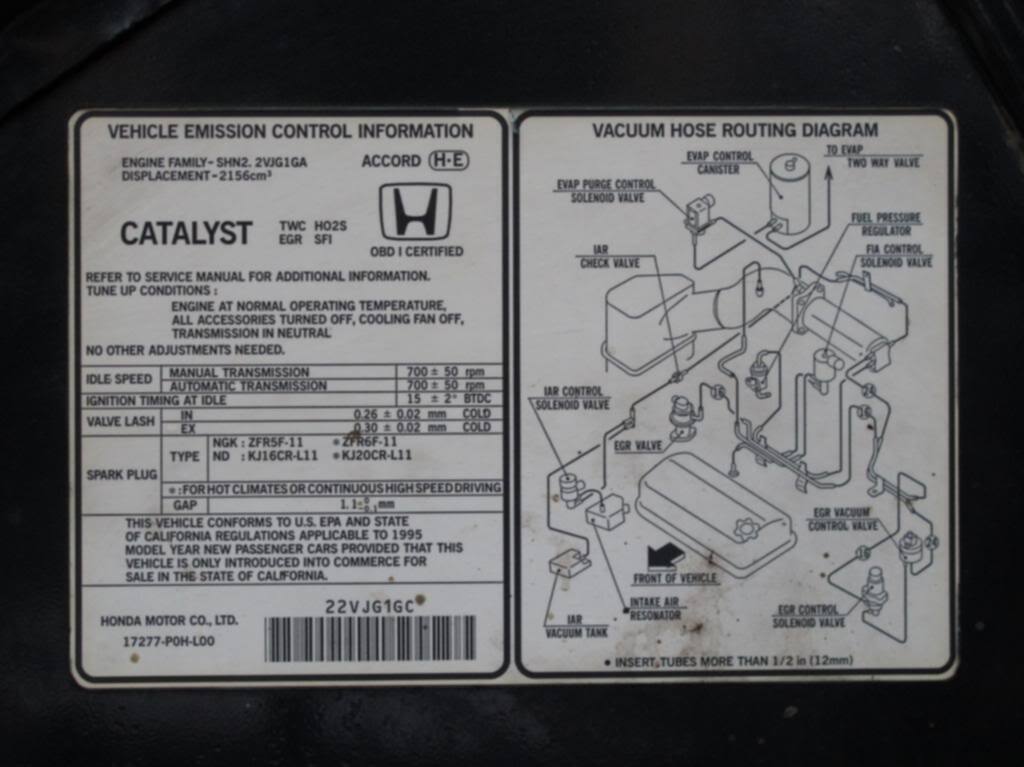 VEHICLE EMISSION CONTROL INFORMATION
ENGINE FAMILY-SHN2. 2VJG1GA
DISPLACEMENT-2156cm³
ACCORD H·E
CATALYST
TWC HO2S
EGR SFI
OBD I CERTIFIED
REFER TO SERVICE MANUAL FOR ADDITIONAL INFORMATION.
TUNE UP CONDITIONS :
ENGINE AT NORMAL OPERATING TEMPERATURE,
ALL ACCESSORIES TURNED OFF, COOLING FAN OFF,
TRANSMISSION IN NEUTRAL
NO OTHER ADJUSTMENTS NEEDED.
IDLE SPEED
MANUAL TRANSMISSION 700 ± 50 rpm
AUTOMATIC TRANSMISSION 700 ± 50 rpm
IGNITION TIMING AT IDLE 15 ± 2° BTDC
VALVE LASH
IN 0.26 ± 0.02 mm COLD
EX 0.30 ± 0.02 mm COLD
SPARK PLUG
TYPE
NGK : ZFR5F-11 *ZFR6F-11
ND : KJ16CR-L11 *KJ20CR-L11
*:FOR HOT CLIMATES OR CONTINUOUS HIGH SPEED DRIVING
GAP 1.1 +0 -0.1 mm
THIS VEHICLE CONFORMS TO U.S. EPA AND STATE
OF CALIFORNIA REGULATIONS APPLICABLE TO 1995
MODEL YEAR NEW PASSENGER CARS PROVIDED THAT THIS
VEHICLE IS ONLY INTRODUCED INTO COMMERCE FOR
SALE IN THE STATE OF CALIFORNIA.
22VJG1GC
HONDA MOTOR CO., LTD.
17277-P0H-L00
VACUUM HOSE ROUTING DIAGRAM
TO EVAP
TWO WAY VALVE
EVAP CONTROL
CANISTER
EVAP PURGE CONTROL
SOLENOID VALVE
FUEL PRESSURE
REGULATOR
IAR
CHECK VALVE
FIA CONTROL
SOLENOID VALVE
IAR CONTROL
SOLENOID VALVE
EGR VALVE
EGR VACUUM
CONTROL VALVE
FRONT OF VEHICLE
INTAKE AIR
RESONATOR
IAR
VACUUM TANK
EGR CONTROL
SOLENOID VALVE
• INSERT TUBES MORE THAN 1/2 in (12mm)